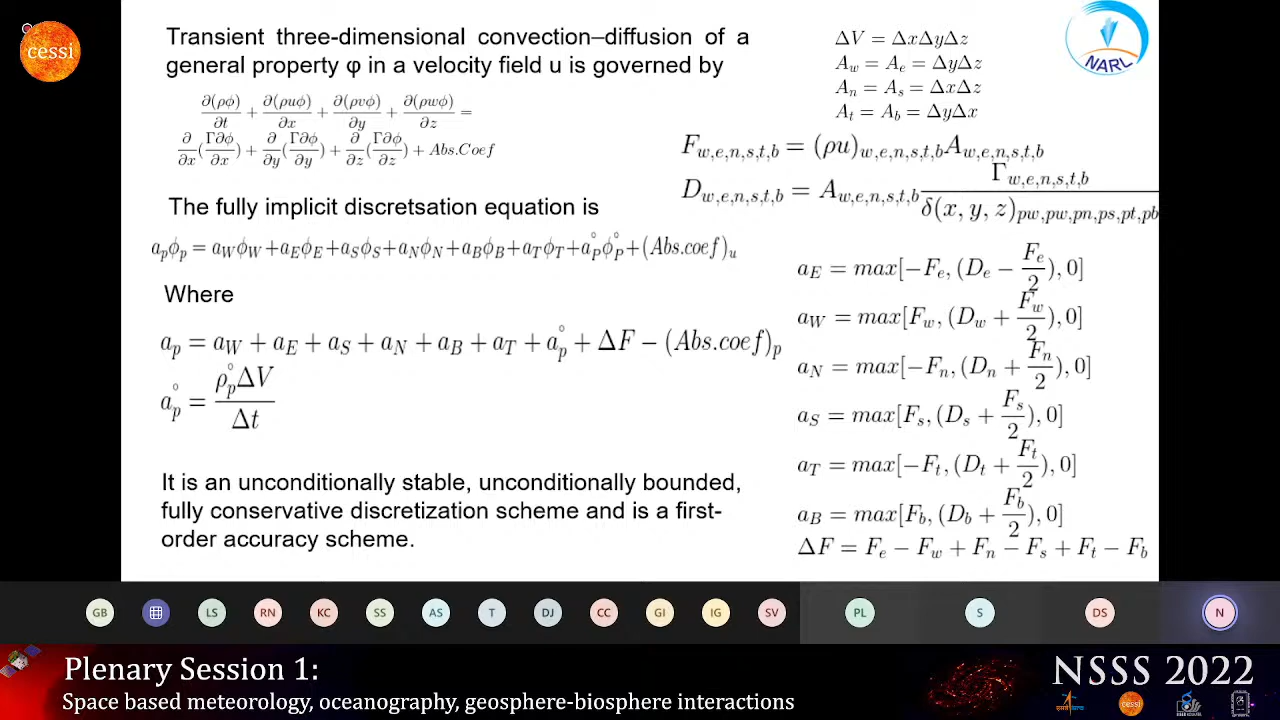 cessi
Transient three-dimensional convection–diffusion of a
general property φ in a velocity field u is governed by
∂(ρϕ)/∂t + ∂(ρuϕ)/∂x + ∂(ρvϕ)/∂y + ∂(ρwϕ)/∂z =
∂/∂x(Γ∂ϕ/∂x) + ∂/∂y(Γ∂ϕ/∂y) + ∂/∂z(Γ∂ϕ/∂z) + Abs.Coef
The fully implicit discretsation equation is
a_pϕ_p = a_Wϕ_W + a_Eϕ_E + a_Sϕ_S + a_Nϕ_N + a_Bϕ_B + a_Tϕ_T + a°_Pϕ°_P + (Abs.coef)_u
Where
a_p = a_W + a_E + a_S + a_N + a_B + a_T + a°_p + ΔF − (Abs.coef)_p
a°_p = ρ°_pΔV/Δt
It is an unconditionally stable, unconditionally bounded,
fully conservative discretization scheme and is a first-
order accuracy scheme.
ΔV = ΔxΔyΔz
A_w = A_e = ΔyΔz
A_n = A_s = ΔxΔz
A_t = A_b = ΔyΔx
NARL
F_w,e,n,s,t,b = (ρu)_w,e,n,s,t,b A_w,e,n,s,t,b
D_w,e,n,s,t,b = A_w,e,n,s,t,b Γ_w,e,n,s,t,b/δ(x, y, z)_pw,pw,pn,ps,pt,pb
a_E = max[−F_e, (D_e − F_e/2), 0]
a_W = max[F_w, (D_w + F_w/2), 0]
a_N = max[−F_n, (D_n + F_n/2), 0]
a_S = max[F_s, (D_s + F_s/2), 0]
a_T = max[−F_t, (D_t + F_t/2), 0]
a_B = max[F_b, (D_b + F_b/2), 0]
ΔF = F_e − F_w + F_n − F_s + F_t − F_b
GB LS RN KC SS AS T DJ CC GI IG SV PL S DS N
Plenary Session 1:
Space based meteorology, oceanography, geosphere-biosphere interactions
NSSS 2022
cessi